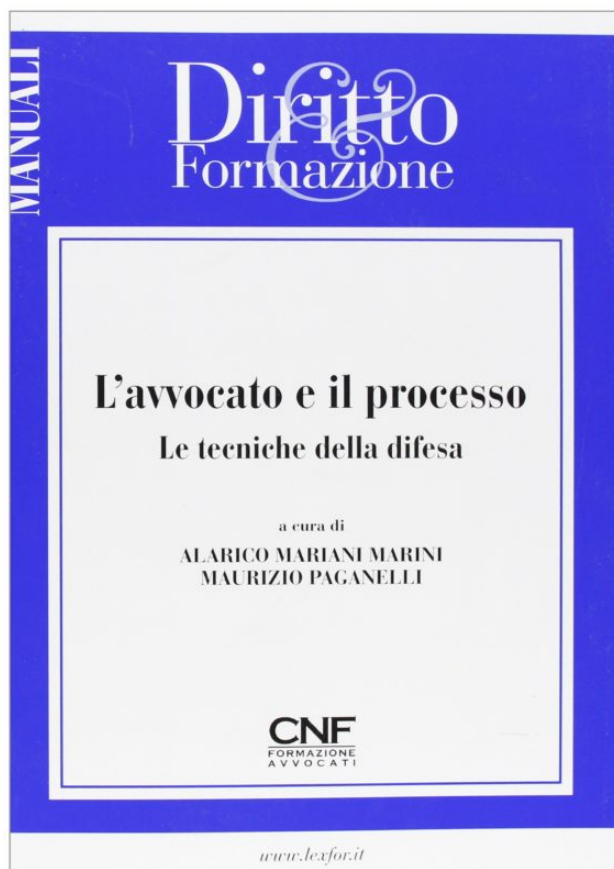 MANUALI
Diritto
&
Formazione
L'avvocato e il processo
Le tecniche della difesa
a cura di
ALARICO MARIANI MARINI
MAURIZIO PAGANELLI
CNF
FORMAZIONE
AVVOCATI
www.lexfor.it